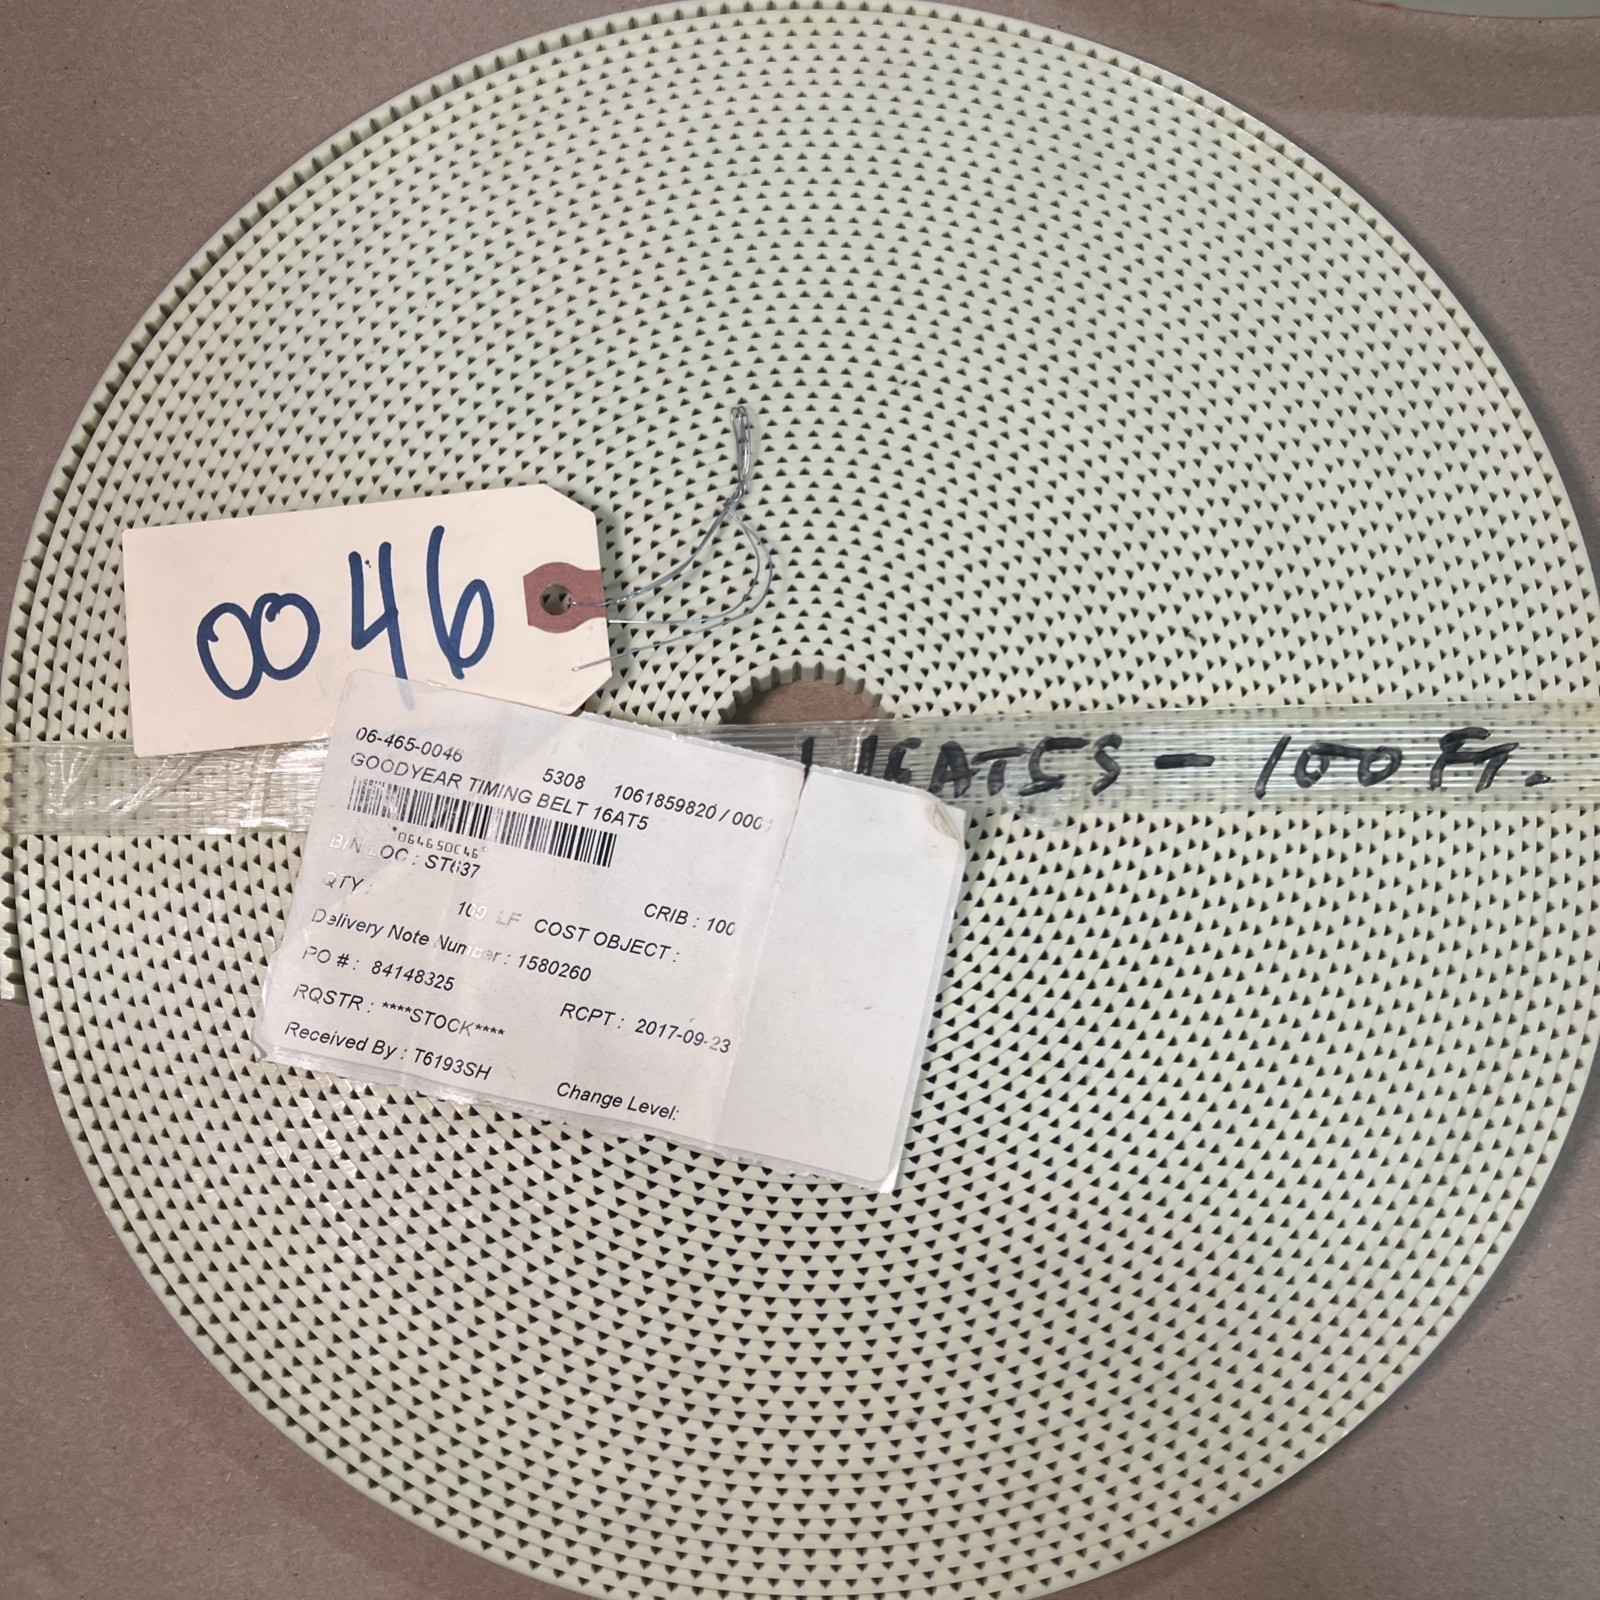 0046
16AT5S - 100 FT.
06-465-0046 5308 1061859820 / 0001
GOODYEAR TIMING BELT 16AT5
*064650046*
BIN LOC : ST637
QTY : 100 LF CRIB : 100
COST OBJECT :
Delivery Note Number : 1580260
PO # : 84148325
RCPT : 2017-09-23
RQSTR : ****STOCK****
Received By : T6193SH
Change Level: